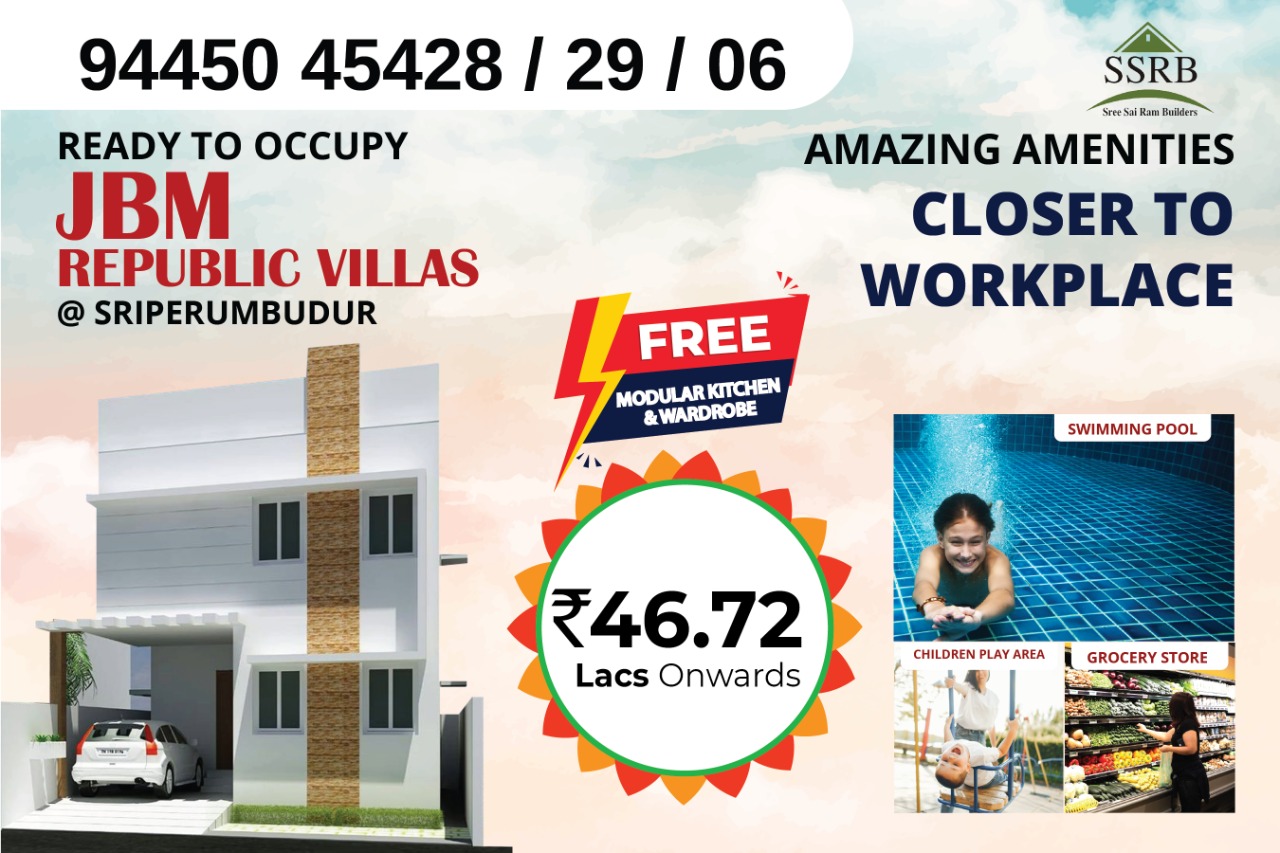 94450 45428 / 29 / 06
SSRB
Sree Sai Ram Builders
READY TO OCCUPY
JBM
REPUBLIC VILLAS
@ SRIPERUMBUDUR
AMAZING AMENITIES
CLOSER TO
WORKPLACE
FREE
MODULAR KITCHEN
& WARDROBE
₹46.72
Lacs Onwards
SWIMMING POOL
CHILDREN PLAY AREA
GROCERY STORE